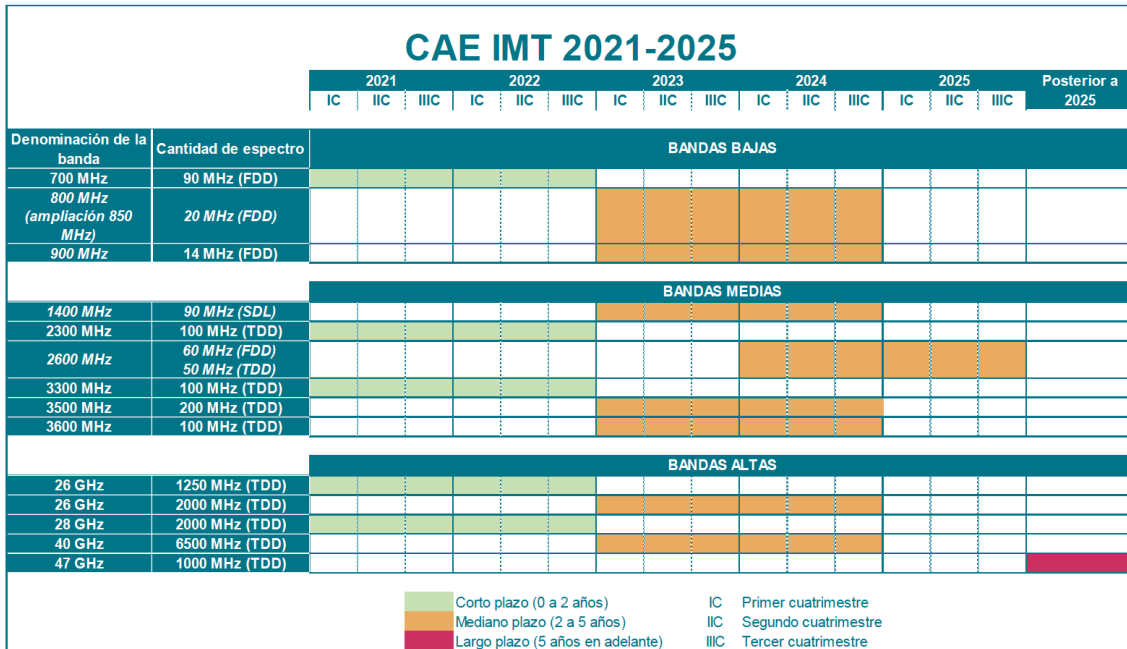 CAE IMT 2021-2025
2021 2022 2023 2024 2025 Posterior a
2025
IC IIC IIIC IC IIC IIIC IC IIC IIIC IC IIC IIIC IC IIC IIIC
Denominación de la
banda
Cantidad de espectro
BANDAS BAJAS
700 MHz 90 MHz (FDD)
800 MHz
(ampliación 850
MHz)
20 MHz (FDD)
900 MHz 14 MHz (FDD)
BANDAS MEDIAS
1400 MHz 90 MHz (SDL)
2300 MHz 100 MHz (TDD)
2600 MHz
60 MHz (FDD)
50 MHz (TDD)
3300 MHz 100 MHz (TDD)
3500 MHz 200 MHz (TDD)
3600 MHz 100 MHz (TDD)
BANDAS ALTAS
26 GHz 1250 MHz (TDD)
26 GHz 2000 MHz (TDD)
28 GHz 2000 MHz (TDD)
40 GHz 6500 MHz (TDD)
47 GHz 1000 MHz (TDD)
Corto plazo (0 a 2 años) IC Primer cuatrimestre
Mediano plazo (2 a 5 años) IIC Segundo cuatrimestre
Largo plazo (5 años en adelante) IIIC Tercer cuatrimestre